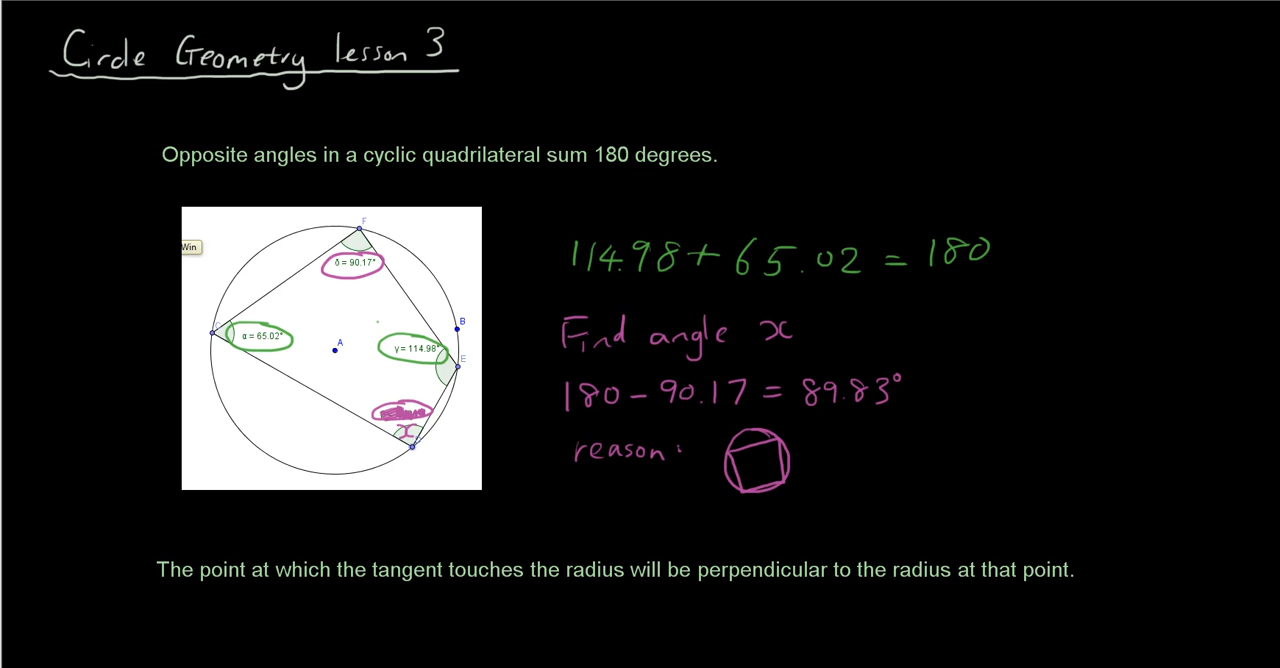 Circle Geometry lesson 3
Opposite angles in a cyclic quadrilateral sum 180 degrees.
F
Win
δ = 90.17°
B
α = 65.02°
A
γ = 114.98°
E
x
114.98 + 65.02 = 180
Find angle x
180 - 90.17 = 89.83°
reason:
The point at which the tangent touches the radius will be perpendicular to the radius at that point.